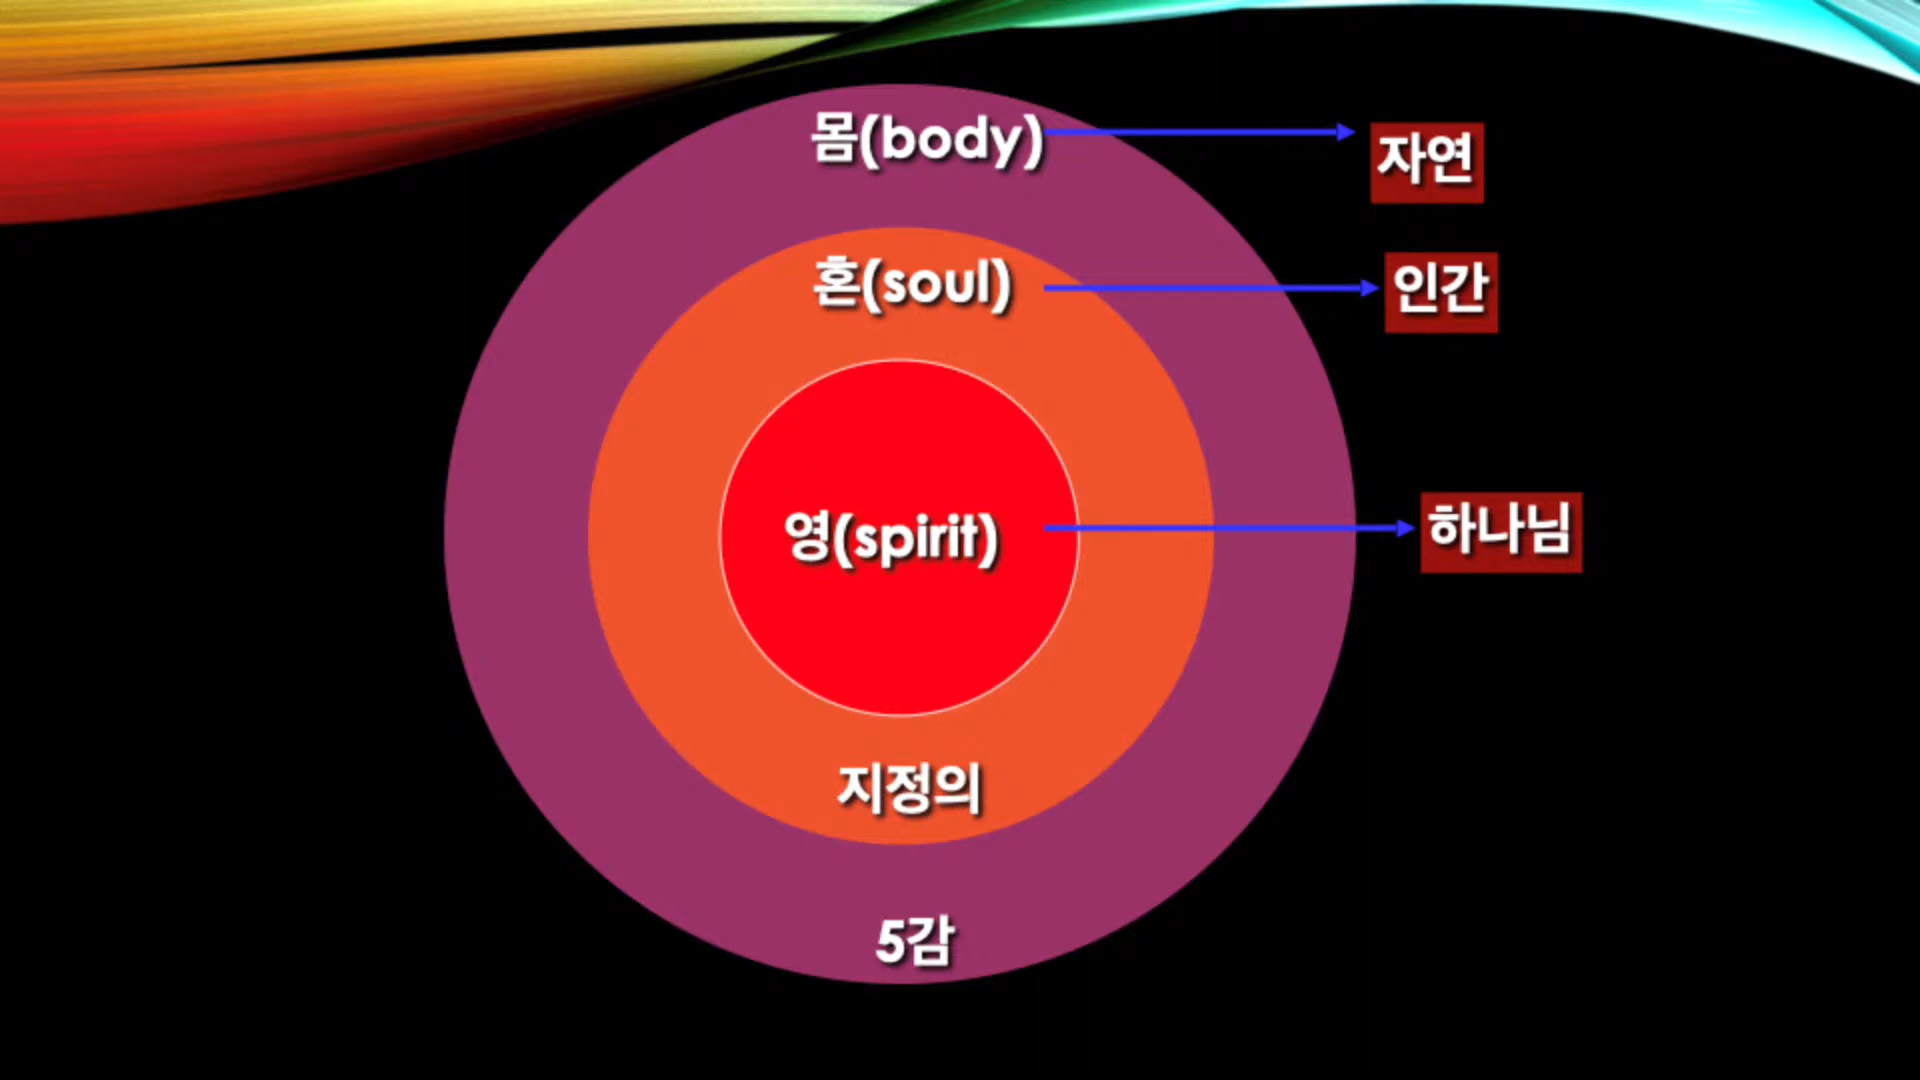 몸(body)
자연
혼(soul)
인간
영(spirit)
하나님
지정의
5감